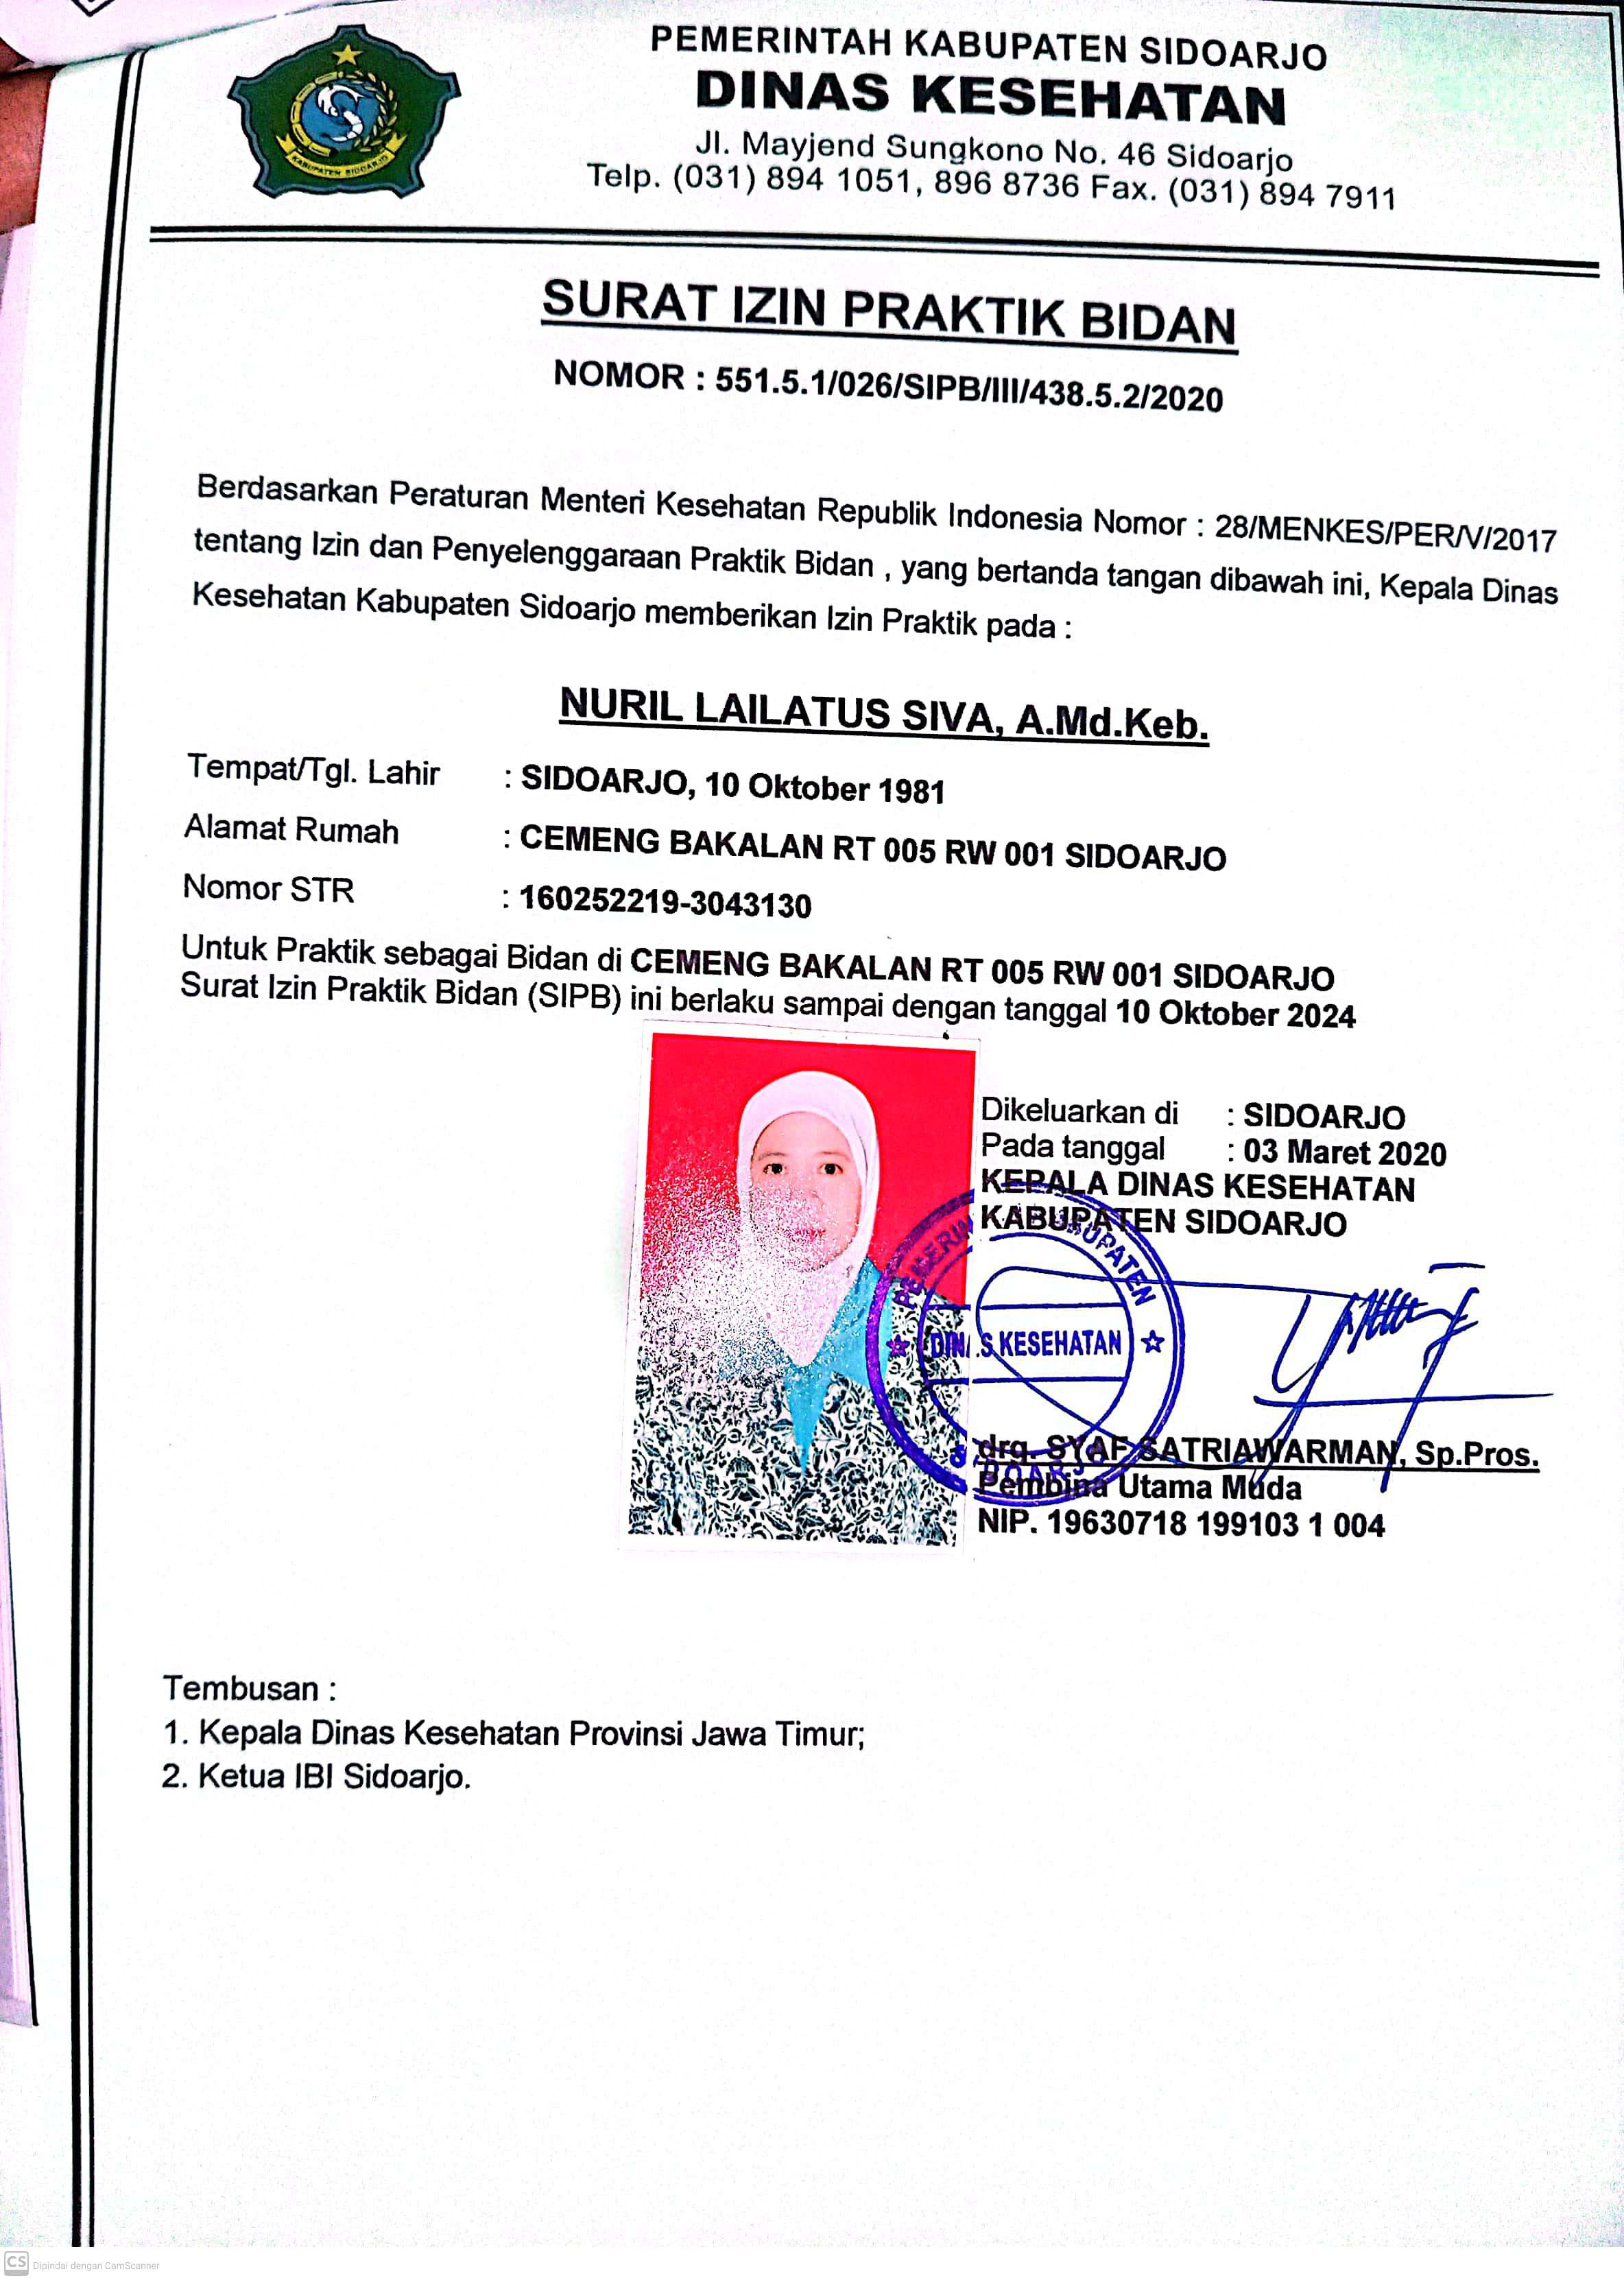 PEMERINTAH KABUPATEN SIDOARJO
DINAS KESEHATAN
Jl. Mayjend Sungkono No. 46 Sidoarjo
Telp. (031) 894 1051, 896 8736 Fax. (031) 894 7911
KABUPATEN SIDOARJO
SURAT IZIN PRAKTIK BIDAN
NOMOR : 551.5.1/026/SIPB/III/438.5.2/2020
Berdasarkan Peraturan Menteri Kesehatan Republik Indonesia Nomor : 28/MENKES/PER/V/2017
tentang Izin dan Penyelenggaraan Praktik Bidan , yang bertanda tangan dibawah ini, Kepala Dinas
Kesehatan Kabupaten Sidoarjo memberikan Izin Praktik pada :
NURIL LAILATUS SIVA, A.Md.Keb.
Tempat/Tgl. Lahir : SIDOARJO, 10 Oktober 1981
Alamat Rumah : CEMENG BAKALAN RT 005 RW 001 SIDOARJO
Nomor STR : 160252219-3043130
Untuk Praktik sebagai Bidan di CEMENG BAKALAN RT 005 RW 001 SIDOARJO
Surat Izin Praktik Bidan (SIPB) ini berlaku sampai dengan tanggal 10 Oktober 2024
Dikeluarkan di : SIDOARJO
Pada tanggal : 03 Maret 2020
KEPALA DINAS KESEHATAN
KABUPATEN SIDOARJO
DINAS KESEHATAN
SIDOARJO
drg. SYAF SATRIAWARMAN, Sp.Pros.
Pembina Utama Muda
NIP. 19630718 199103 1 004
Tembusan :
1. Kepala Dinas Kesehatan Provinsi Jawa Timur;
2. Ketua IBI Sidoarjo.
CS Dipindai dengan CamScanner